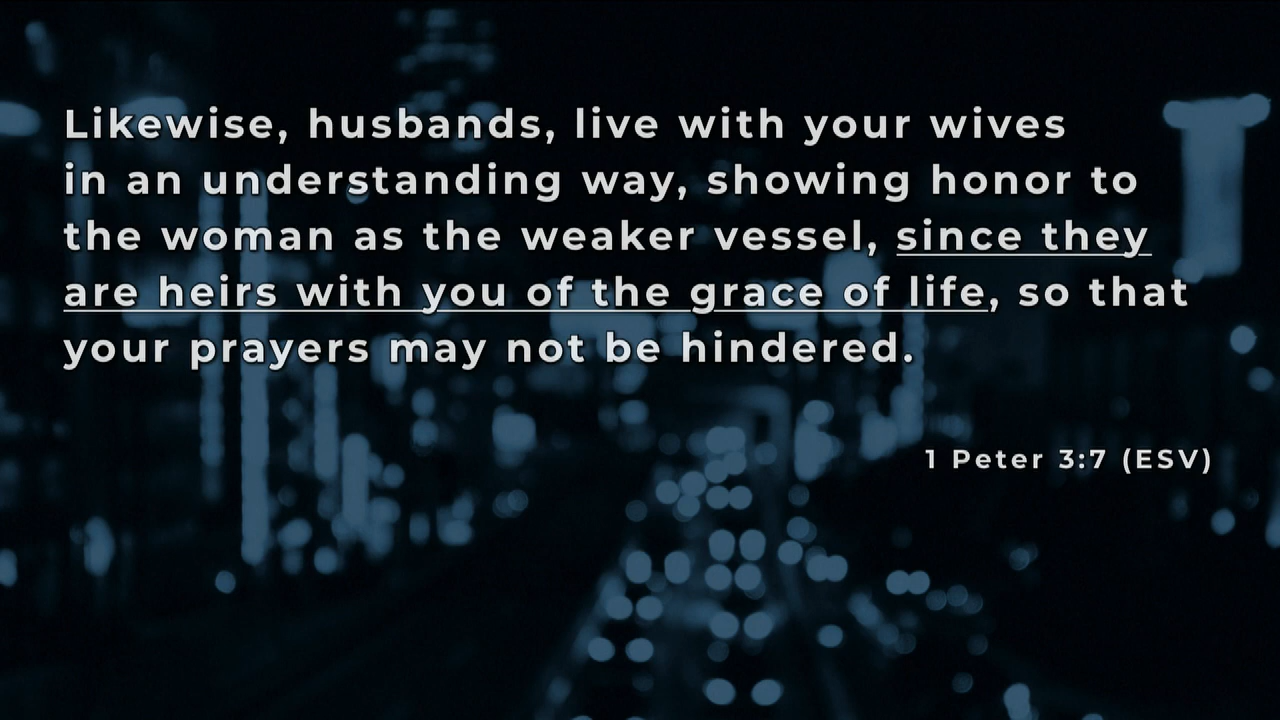 Likewise, husbands, live with your wives
in an understanding way, showing honor to
the woman as the weaker vessel, since they
are heirs with you of the grace of life, so that
your prayers may not be hindered.
1 Peter 3:7 (ESV)